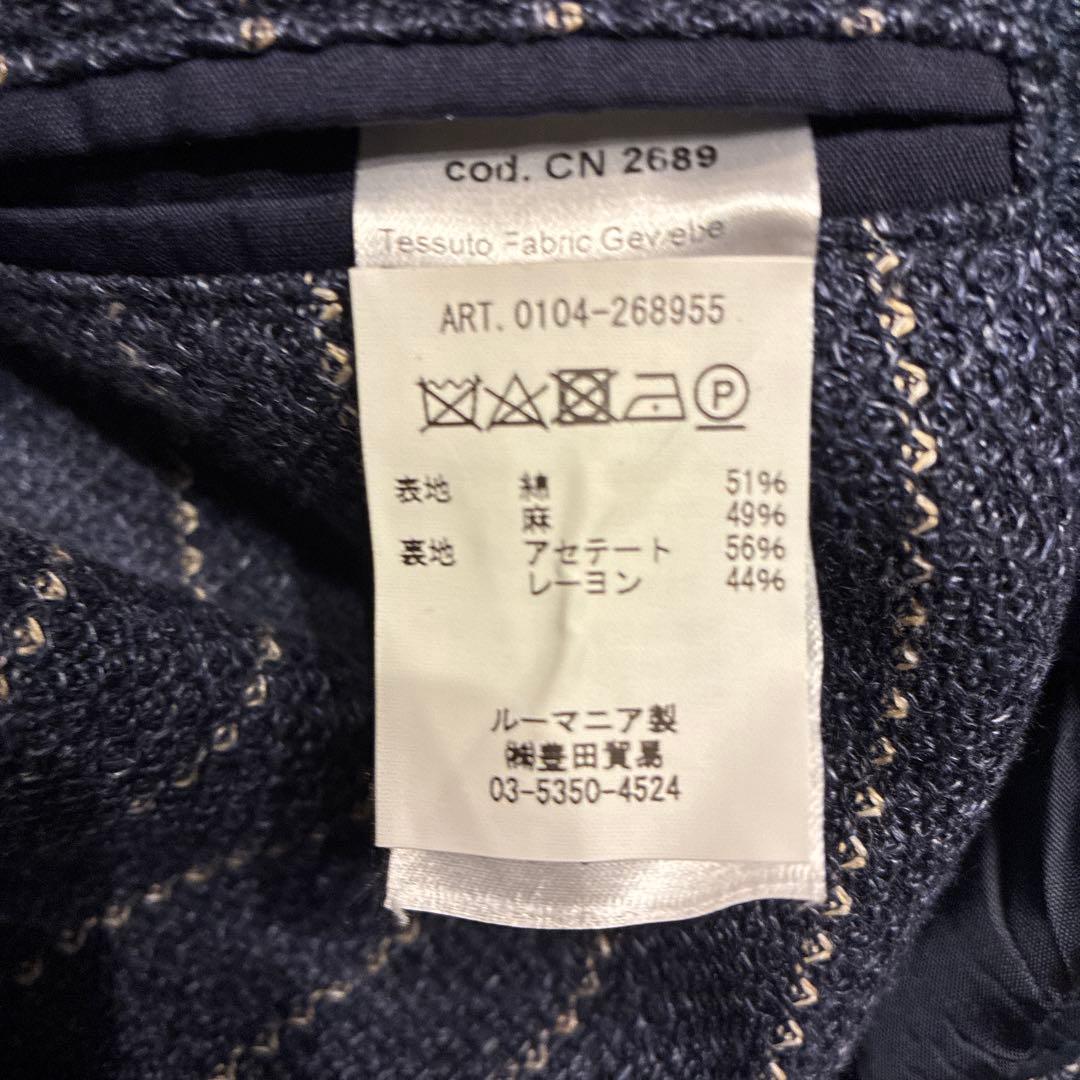 cod. CN 2689
Tessuto Fabric Gewebe
ART. 0104-268955
P
表地 綿 51%
麻 49%
裏地 アセテート 56%
レーヨン 44%
ルーマニア製
㈱豊田貿易
03-5350-4524